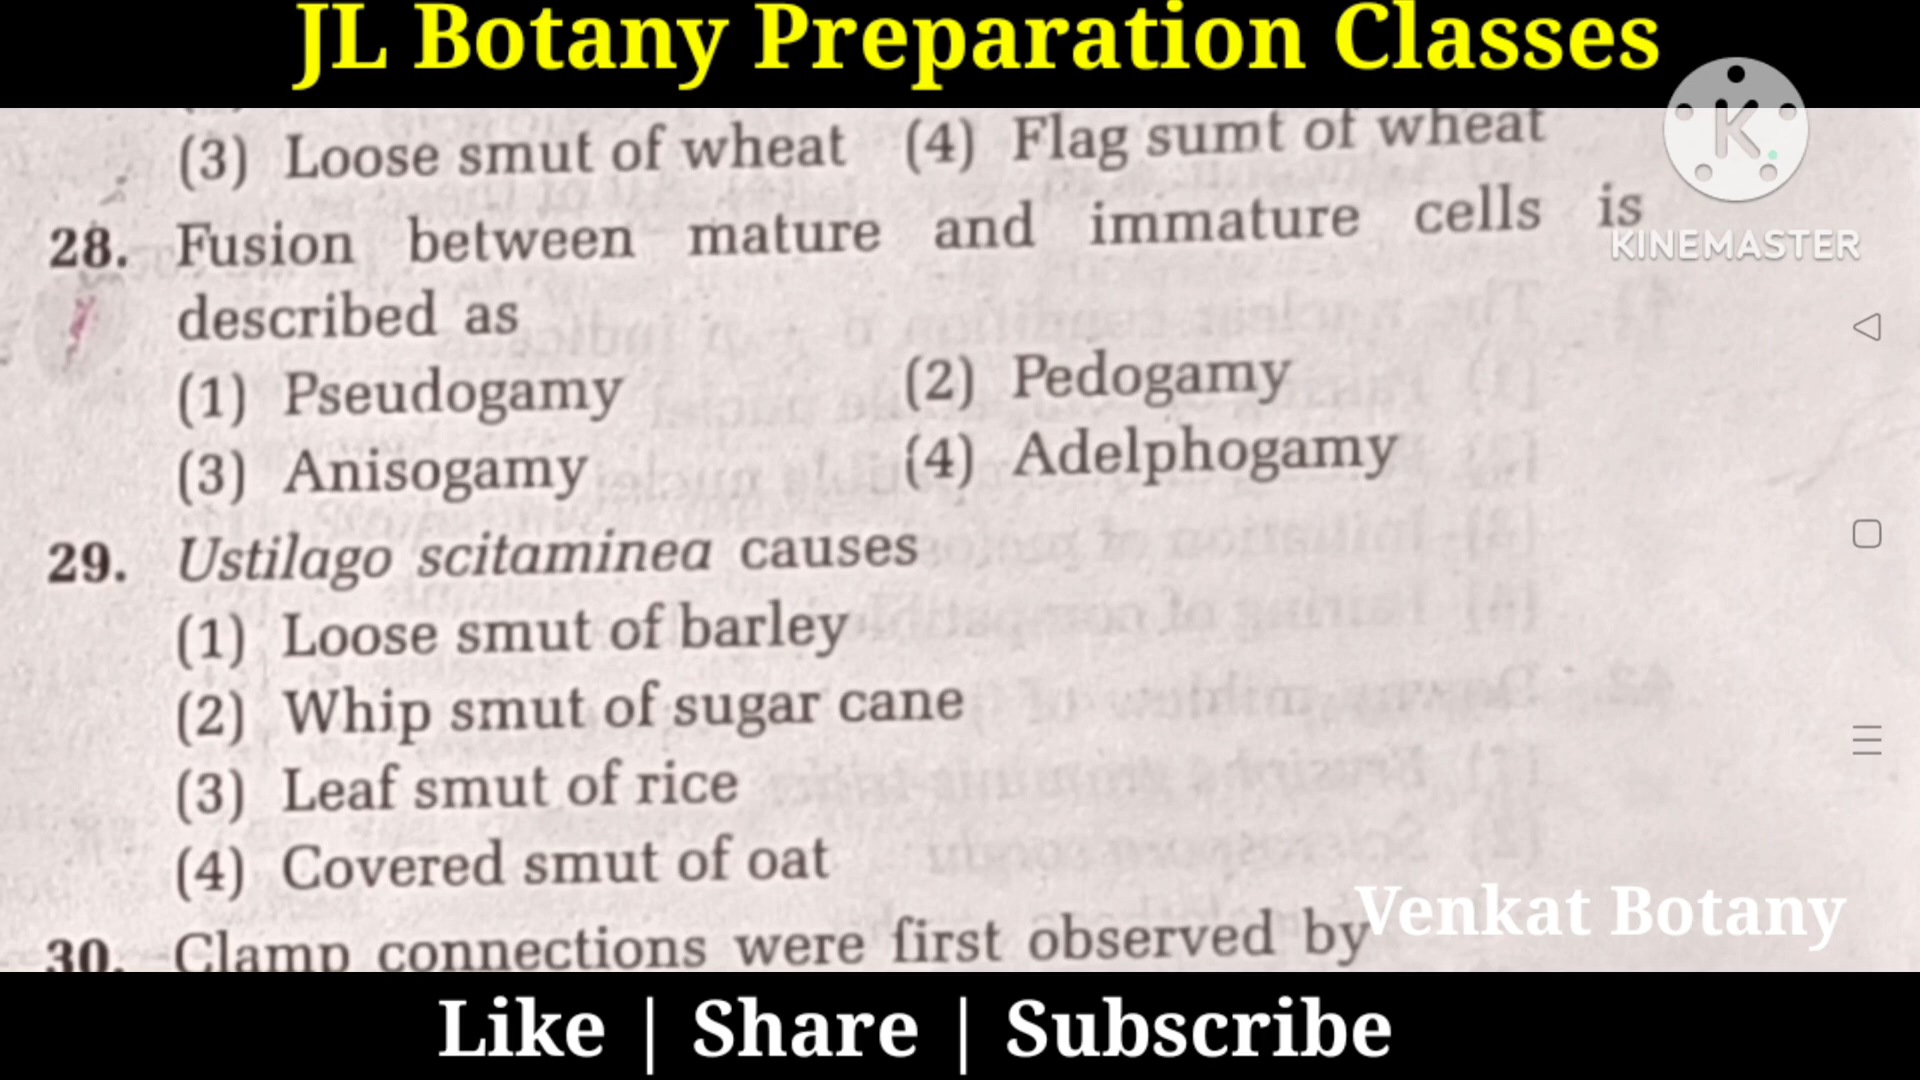 JL Botany Preparation Classes
(3) Loose smut of wheat (4) Flag sumt of wheat
28. Fusion between mature and immature cells is
described as
(1) Pseudogamy (2) Pedogamy
(3) Anisogamy (4) Adelphogamy
29. Ustilago scitaminea causes
(1) Loose smut of barley
(2) Whip smut of sugar cane
(3) Leaf smut of rice
(4) Covered smut of oat
30. Clamp connections were first observed by
K
KINEMASTER
Venkat Botany
Like | Share | Subscribe